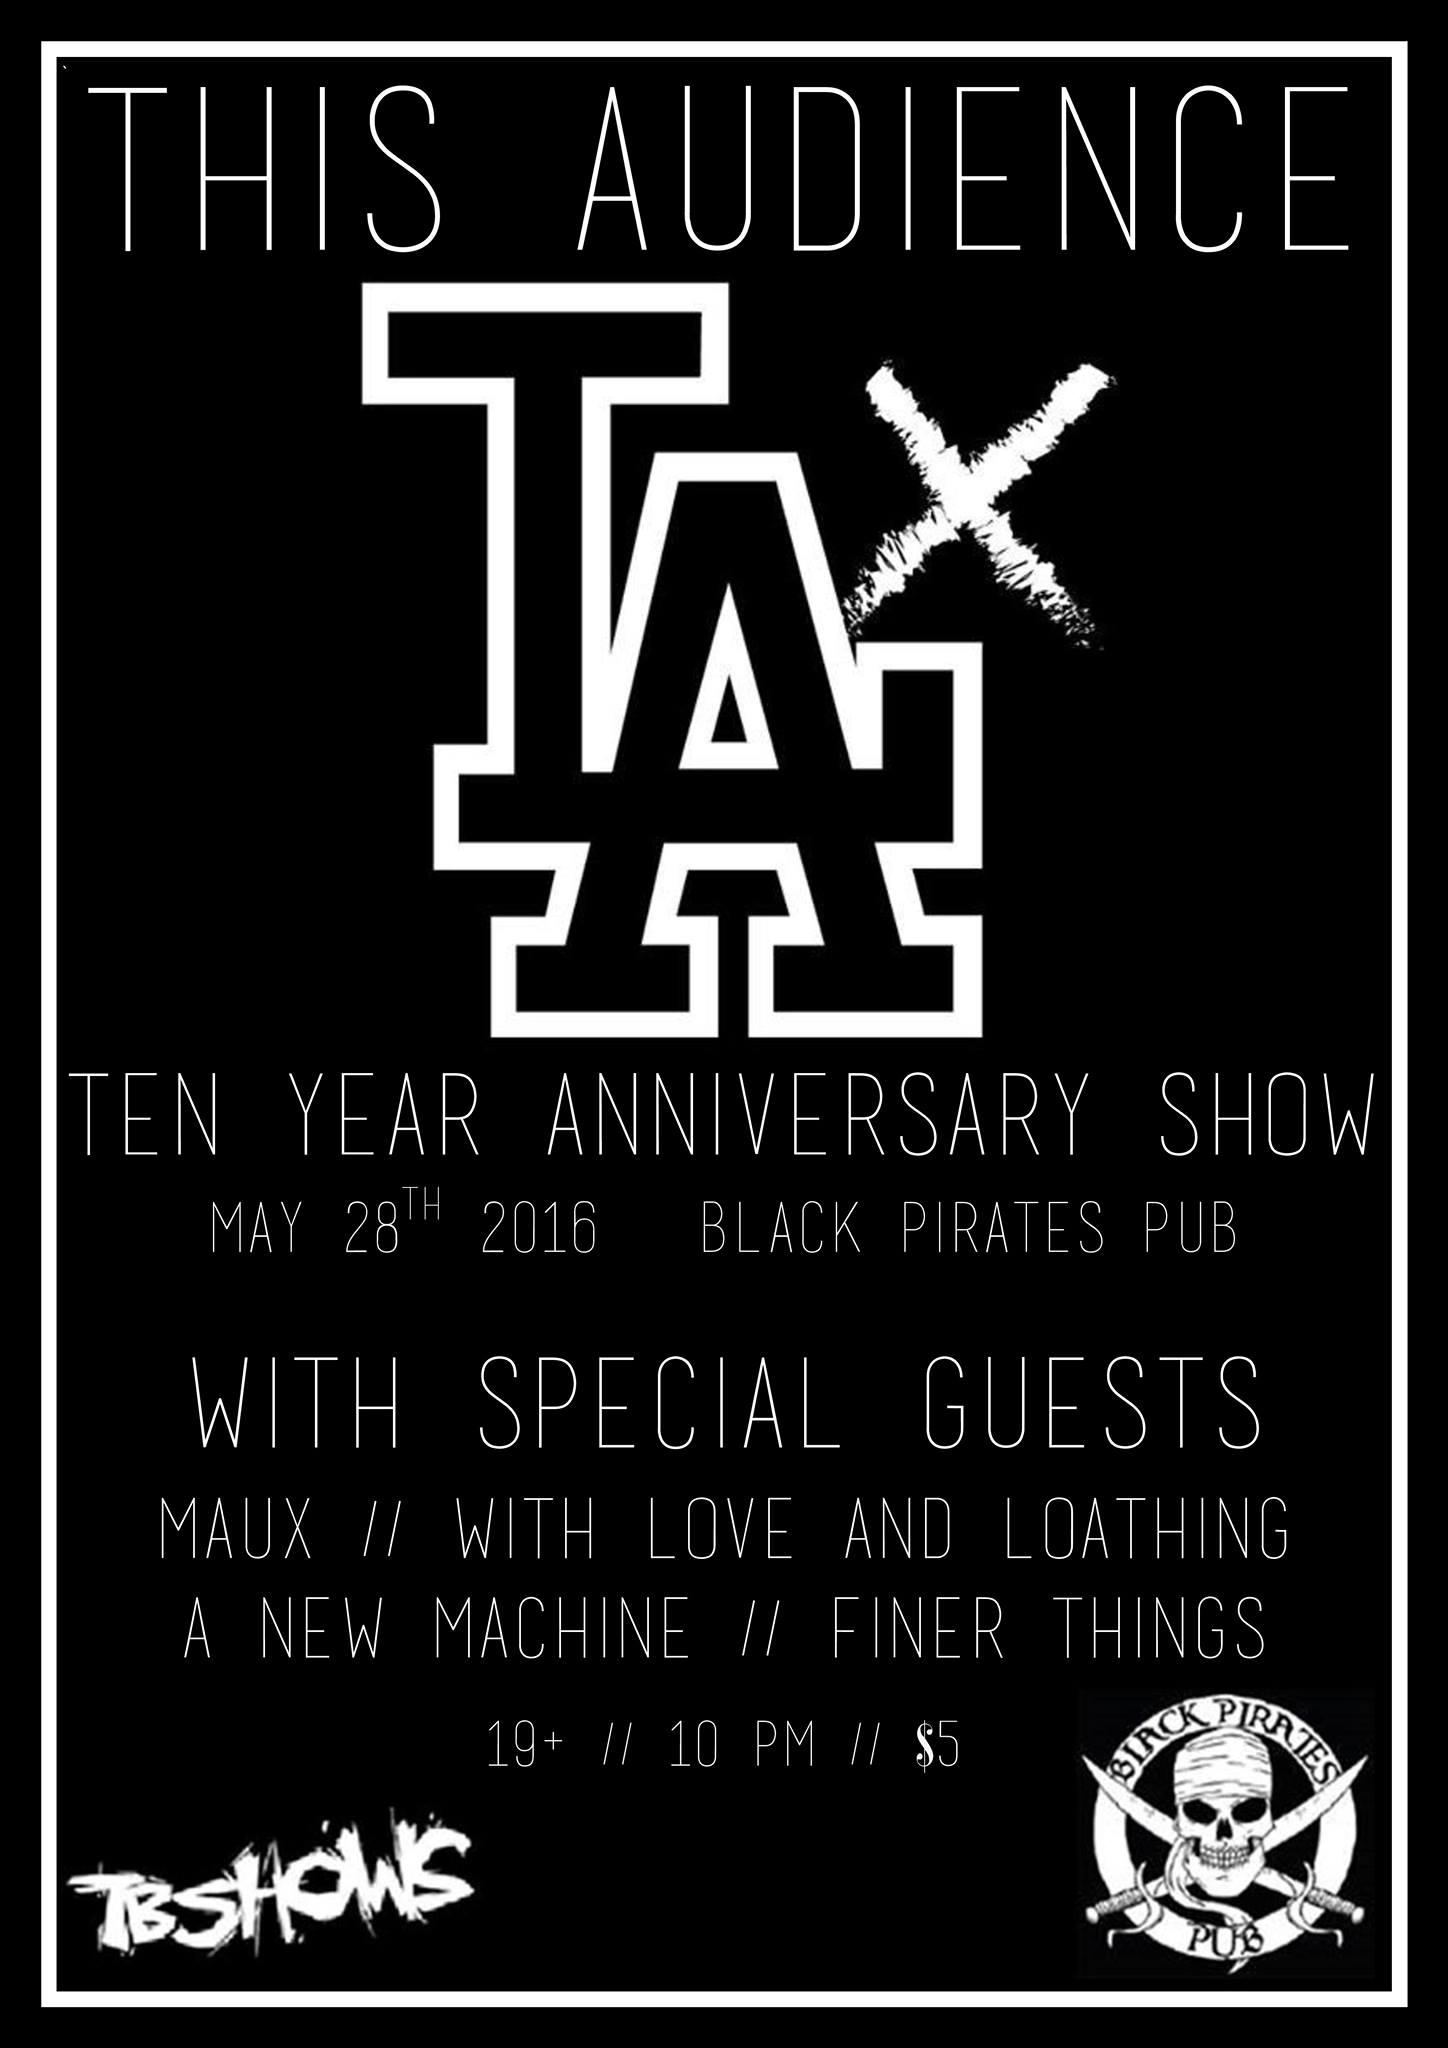 THIS AUDIENCE
TA X
TEN YEAR ANNIVERSARY SHOW
MAY 28TH 2016 BLACK PIRATES PUB
WITH SPECIAL GUESTS
MAUX // WITH LOVE AND LOATHING
A NEW MACHINE // FINER THINGS
19+ // 10 PM // $5
TBSHOWS
BLACK PIRATES
PUB